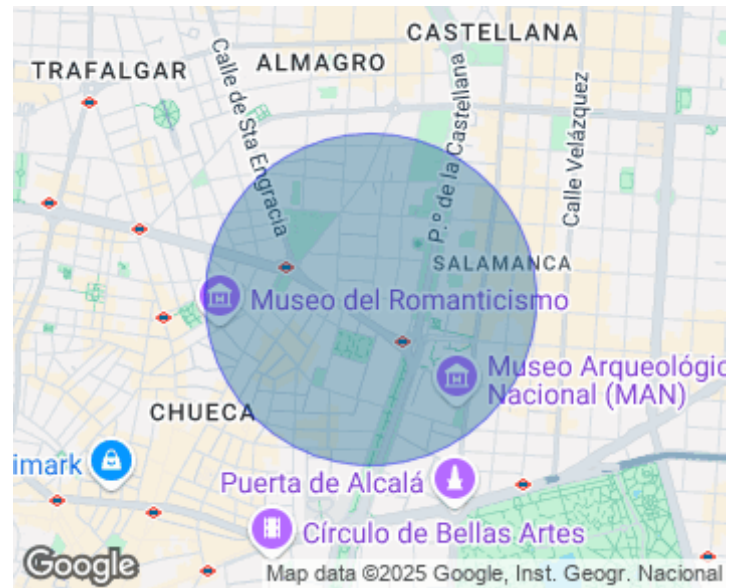 CASTELLANA
TRAFALGAR
ALMAGRO
Calle de Sta Engracia
P.º de la Castellana
Calle Velázquez
SALAMANCA
Museo del Romanticismo
Museo Arqueológic
Nacional (MAN)
CHUECA
imark
Puerta de Alcalá
Círculo de Bellas Artes
Google
Map data ©2025 Google, Inst. Geogr. Nacional